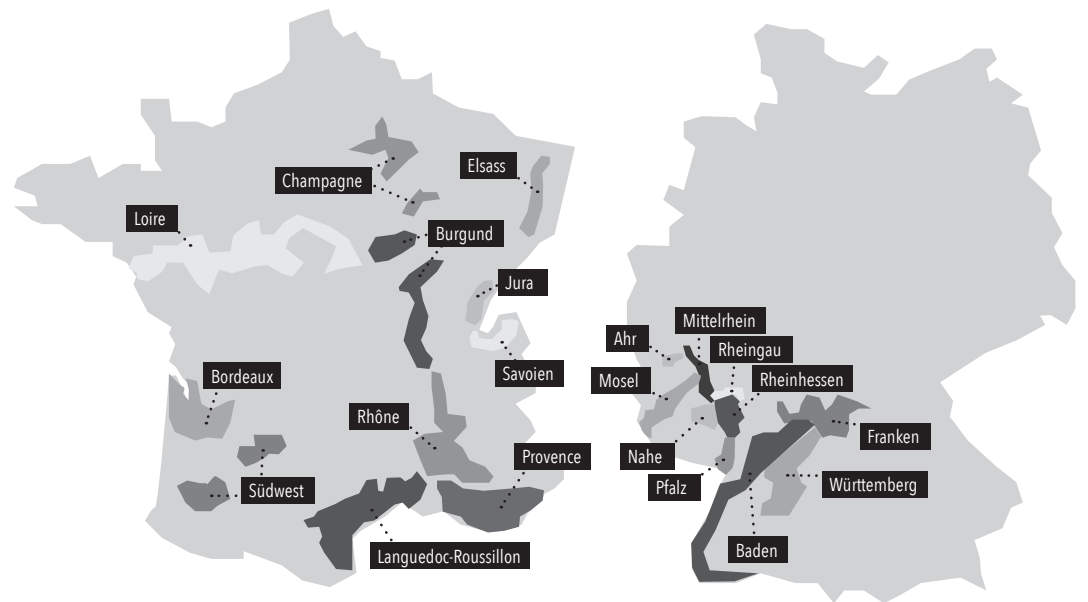 Champagne
Elsass
Loire
Burgund
Jura
Savoien
Bordeaux
Rhône
Provence
Südwest
Languedoc-Roussillon
Mittelrhein
Ahr
Rheingau
Mosel
Rheinhessen
Franken
Nahe
Pfalz
Württemberg
Baden